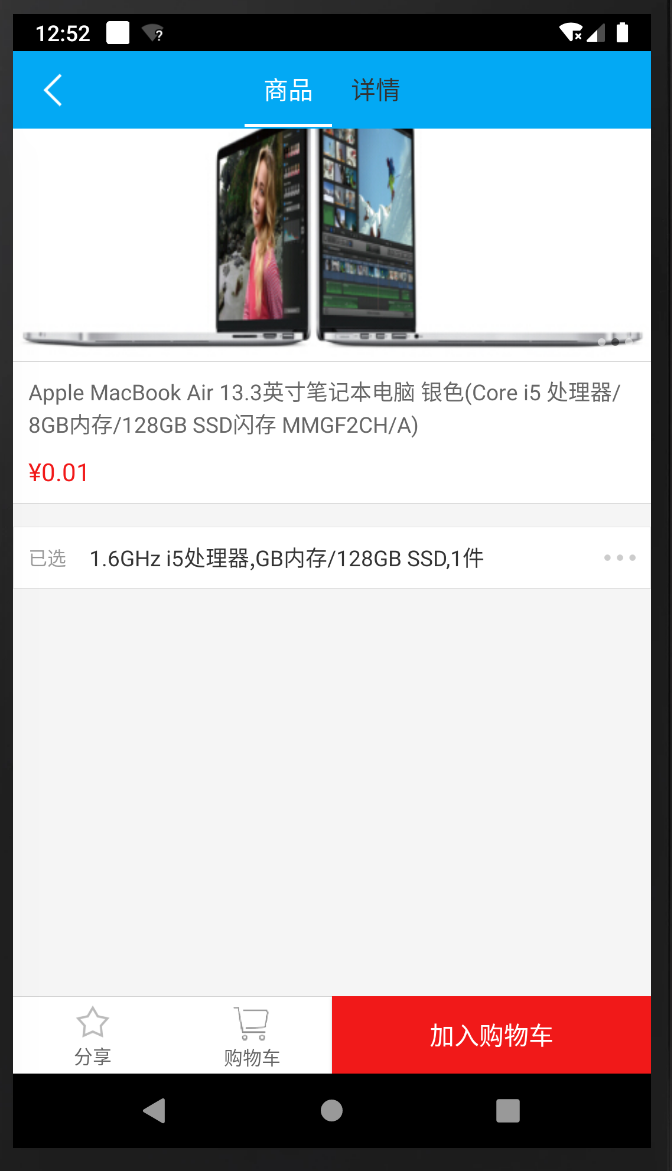 12:52
商品 详情
Apple MacBook Air 13.3英寸笔记本电脑 银色(Core i5 处理器/
8GB内存/128GB SSD闪存 MMGF2CH/A)
¥0.01
已选 1.6GHz i5处理器,GB内存/128GB SSD,1件
分享 购物车 加入购物车